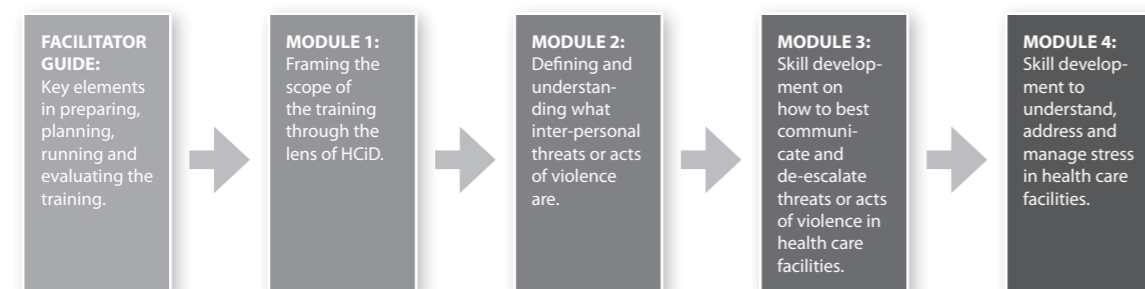 FACILITATOR
GUIDE:
Key elements
in preparing,
planning,
running and
evaluating the
training.
MODULE 1:
Framing the
scope of
the training
through the
lens of HCiD.
MODULE 2:
Defining and
understan-
ding what
inter-personal
threats or acts
of violence
are.
MODULE 3:
Skill develop-
ment on
how to best
communi-
cate and
de-escalate
threats or acts
of violence in
health care
facilities.
MODULE 4:
Skill develop-
ment to
understand,
address and
manage stress
in health care
facilities.